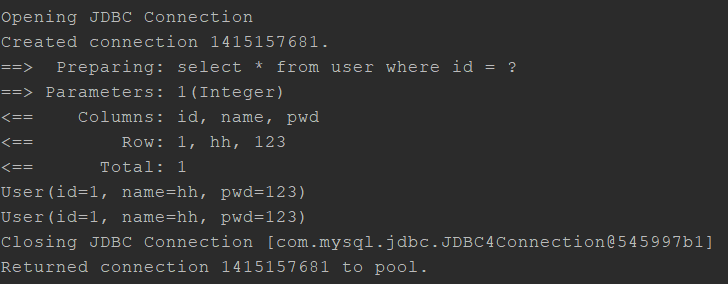 Opening JDBC Connection
Created connection 1415157681.
==>  Preparing: select * from user where id = ?
==> Parameters: 1(Integer)
<==    Columns: id, name, pwd
<==        Row: 1, hh, 123
<==      Total: 1
User(id=1, name=hh, pwd=123)
User(id=1, name=hh, pwd=123)
Closing JDBC Connection [com.mysql.jdbc.JDBC4Connection@545997b1]
Returned connection 1415157681 to pool.